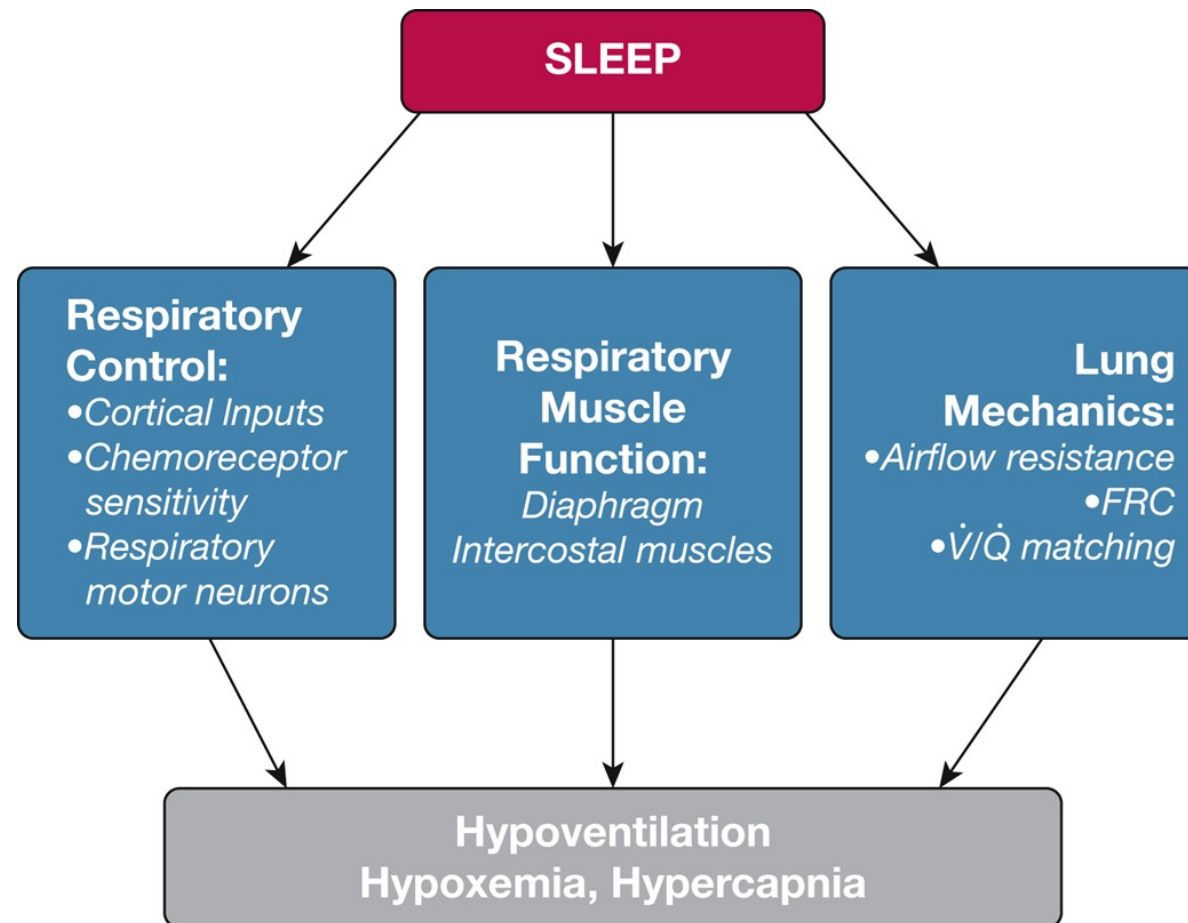 SLEEP
Respiratory
Control:
•Cortical Inputs
•Chemoreceptor
sensitivity
•Respiratory
motor neurons
Respiratory
Muscle
Function:
Diaphragm
Intercostal muscles
Lung
Mechanics:
•Airflow resistance
•FRC
•V̇/Q̇ matching
Hypoventilation
Hypoxemia, Hypercapnia